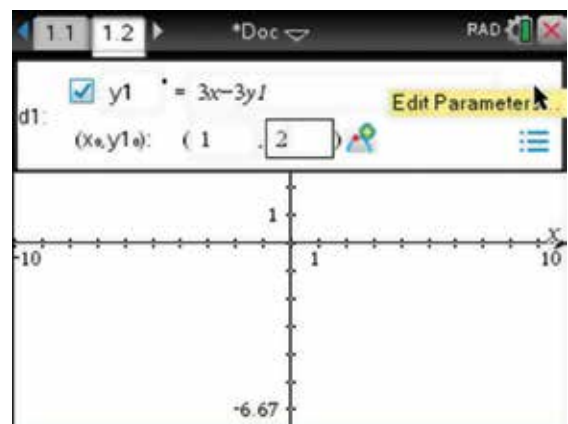 1.1 1.2 *Doc RAD
y1 ' = 3x-3y1
Edit Parameters...
d1:
(x₀,y1₀): ( 1 , 2 )
1
x
-10 1 10
-6.67